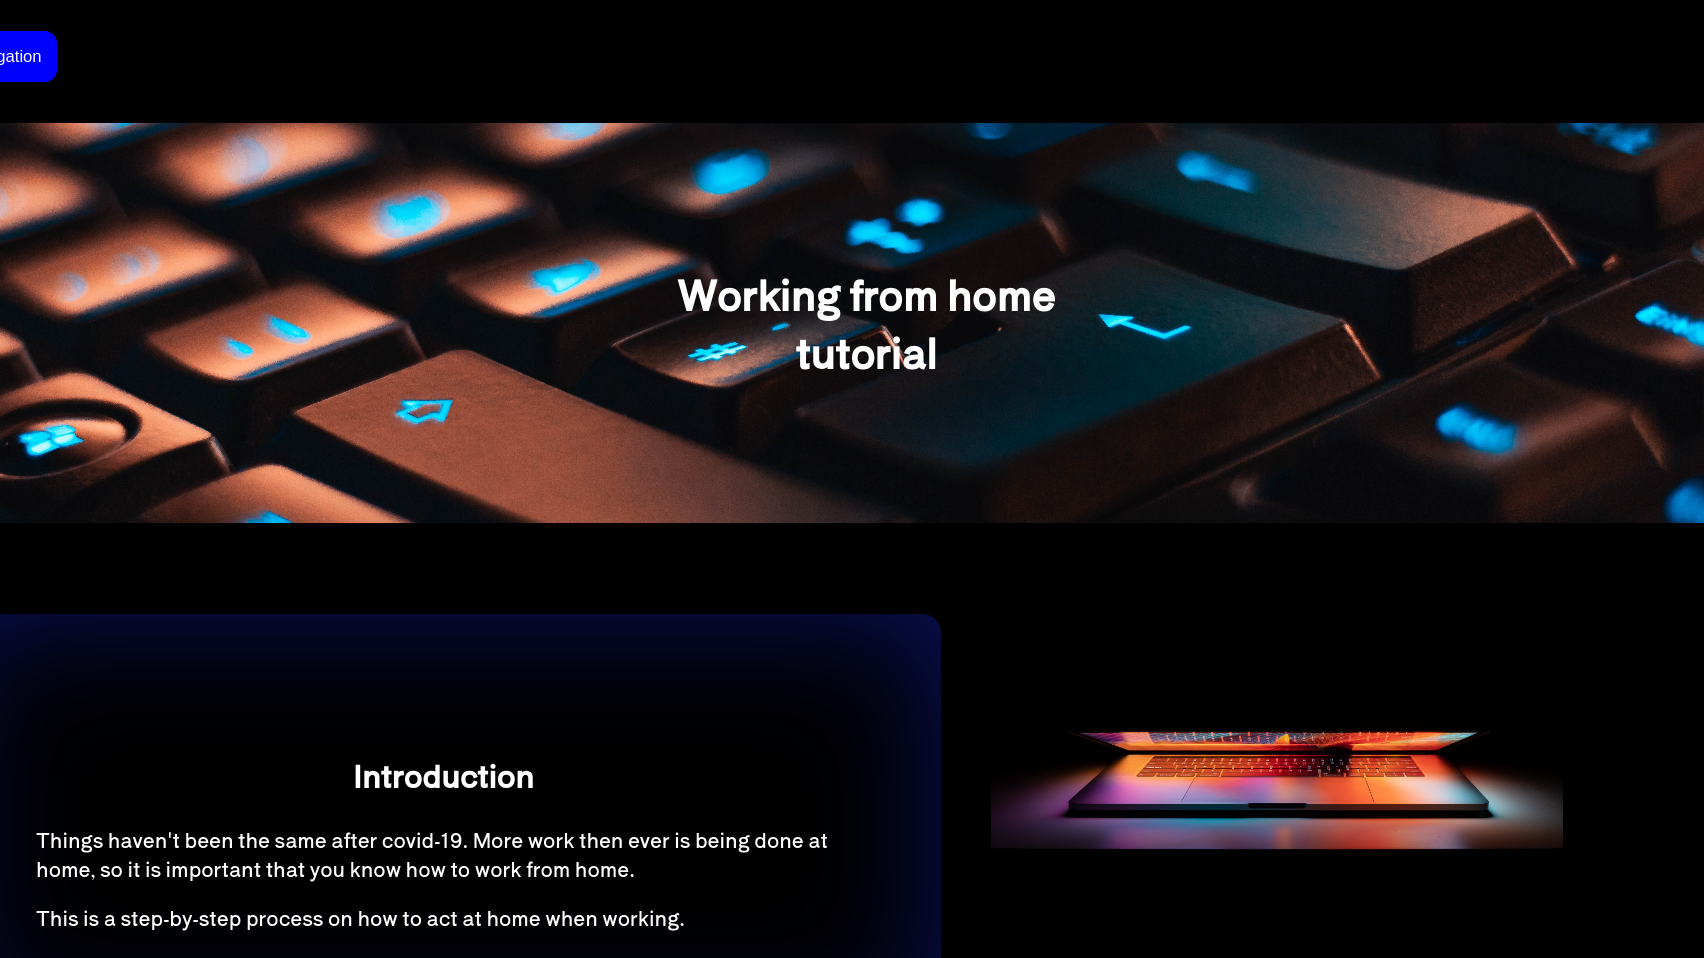 gation
Working from home
tutorial
Introduction
Things haven't been the same after covid-19. More work then ever is being done at
home, so it is important that you know how to work from home.
This is a step-by-step process on how to act at home when working.